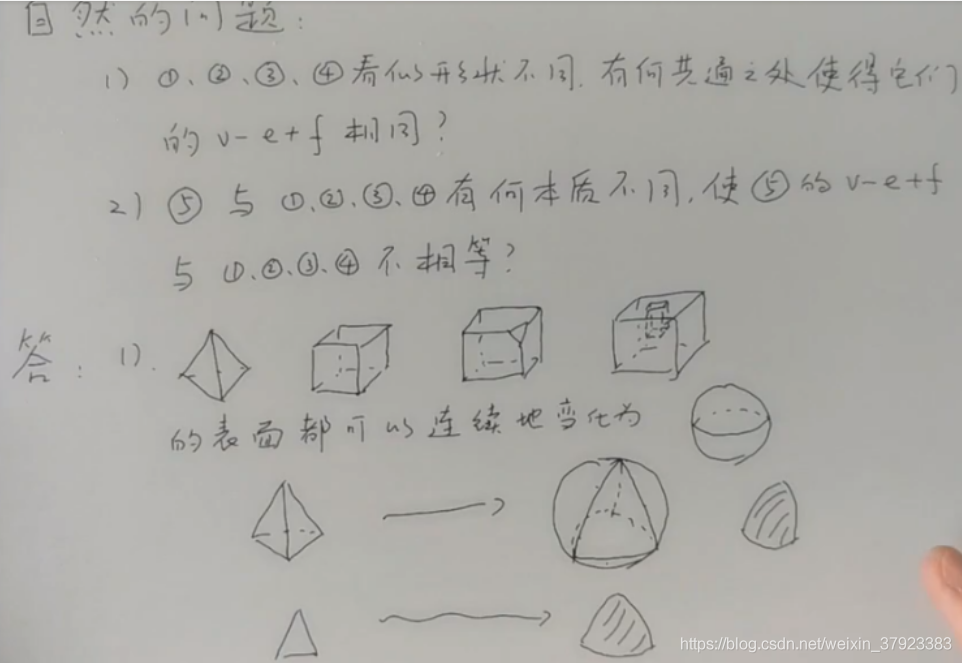 自然的问题:
1) ①、②、③、④看似形状不同.有何共通之处使得它们
的 v-e+f 相同?
2) ⑤ 与 ①、②、③、④有何本质不同,使⑤的 v-e+f
与 ①、②、③、④ 不相等?
答: 1).
的表面都可以连续地变化为
https://blog.csdn.net/weixin_37923383